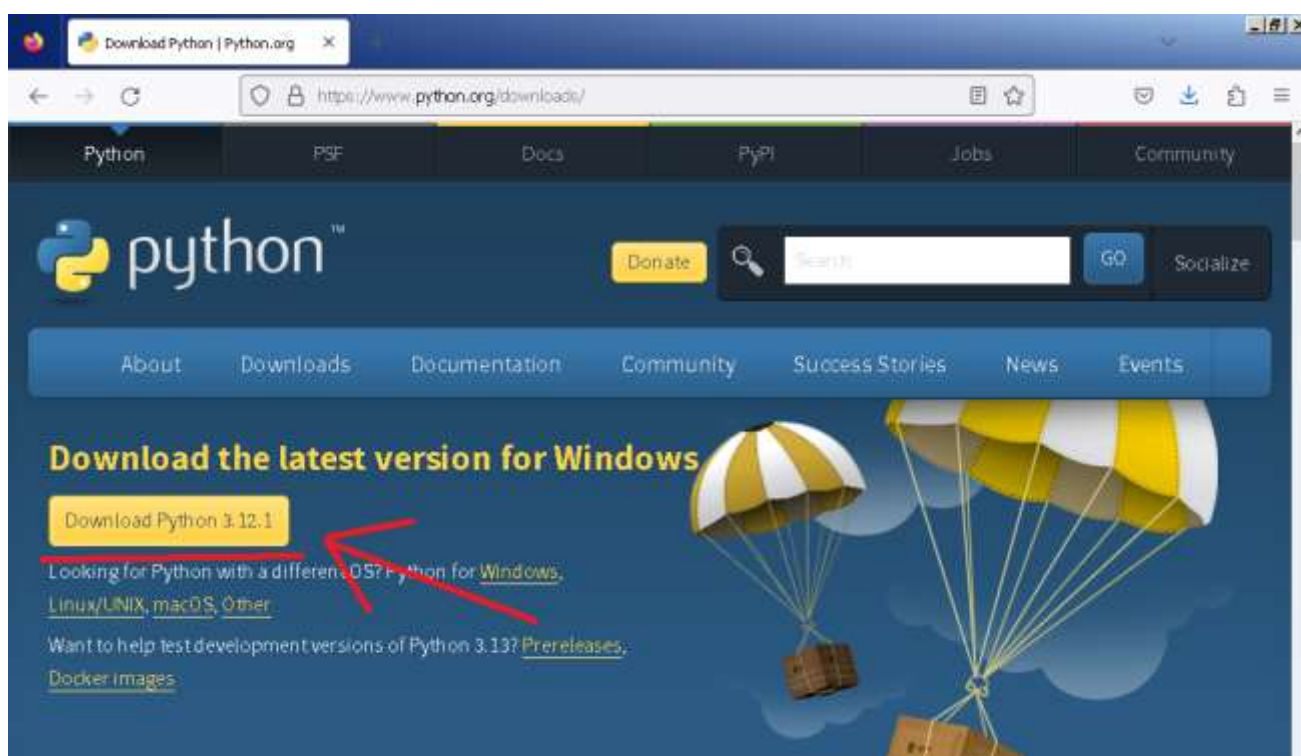 Download Python | Python.org
https://www.python.org/downloads/
Python PSF Docs PyPI Jobs Community
python™
Donate Search GO Socialize
About Downloads Documentation Community Success Stories News Events
Download the latest version for Windows
Download Python 3.12.1
Looking for Python with a different OS? Python for Windows,
Linux/UNIX, macOS, Other
Want to help test development versions of Python 3.13? Prereleases,
Docker images